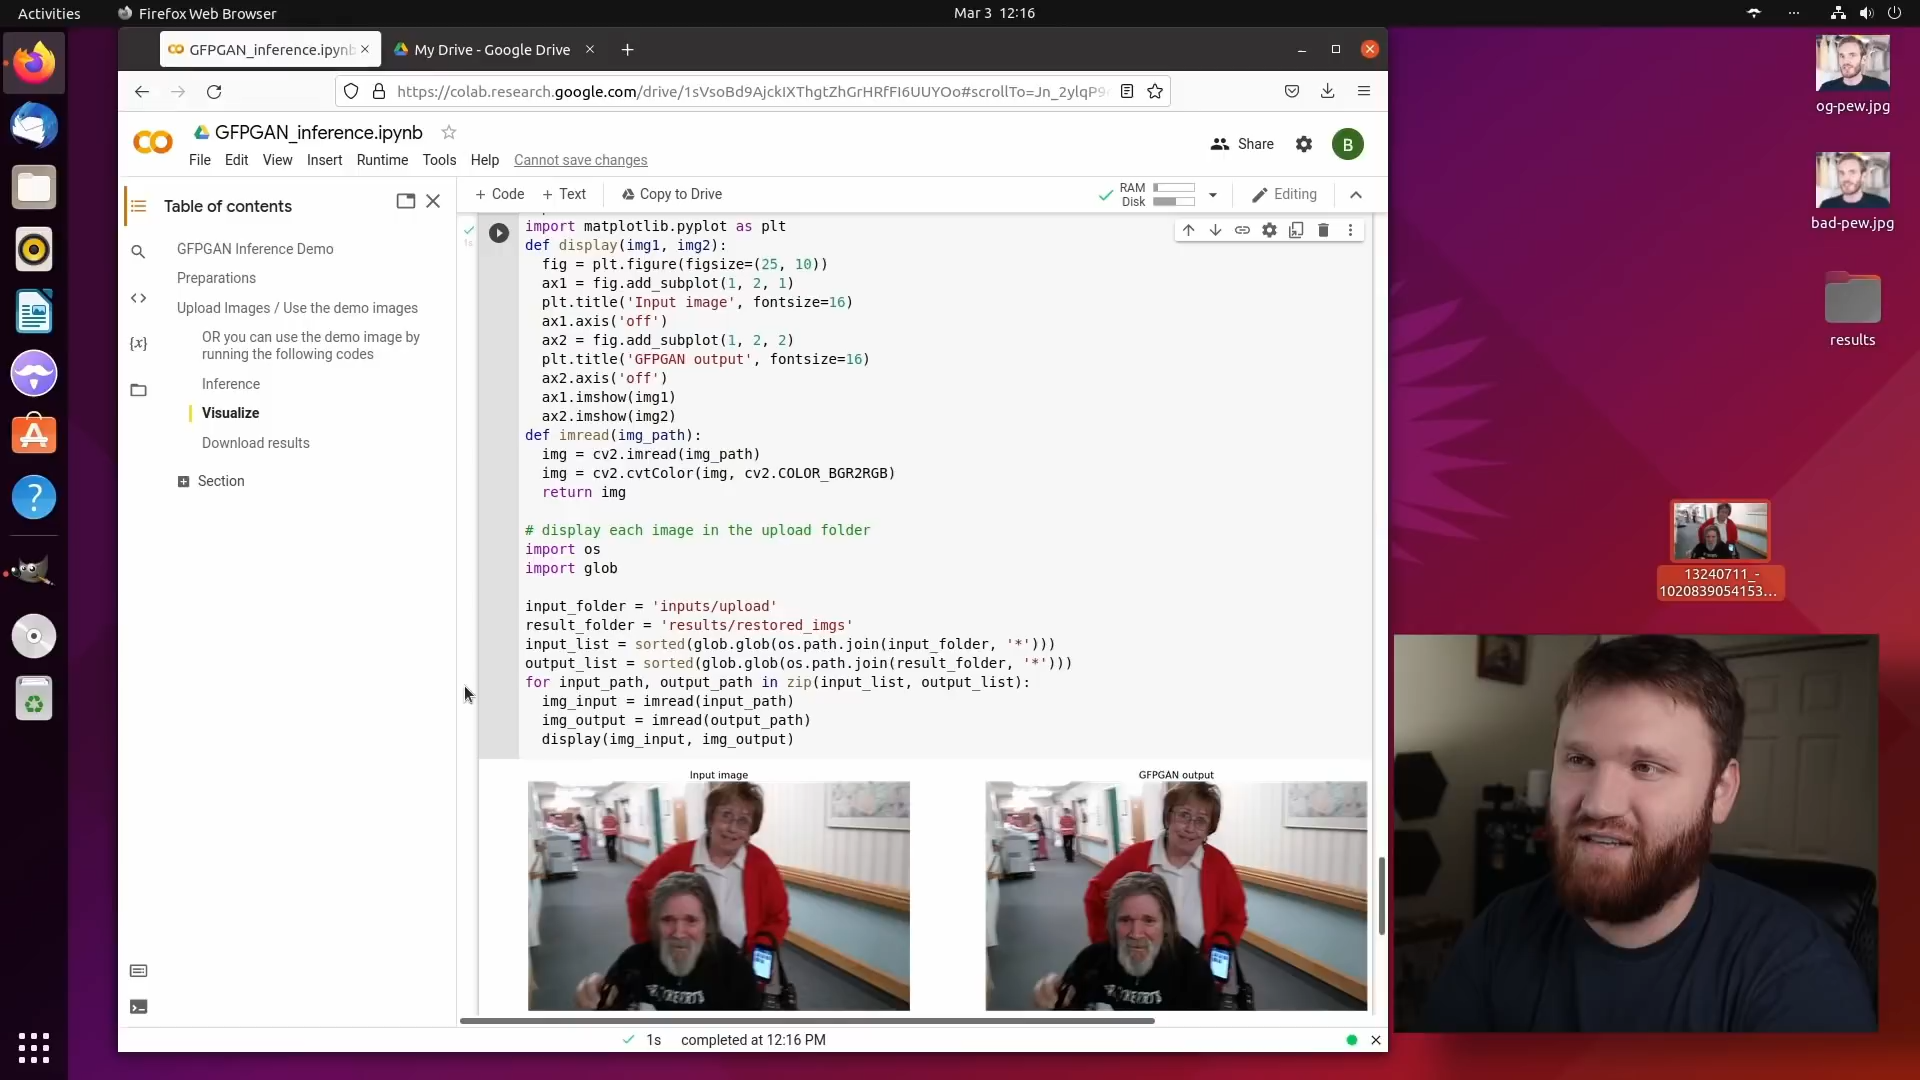 Activities
Firefox Web Browser
Mar 3 12:16
GFPGAN_inference.ipynb
My Drive - Google Drive
https://colab.research.google.com/drive/1sVsoBd9AjckIXThgtZhGrHRfFI6UUYOo#scrollTo=Jn_2ylqP9
GFPGAN_inference.ipynb
File Edit View Insert Runtime Tools Help Cannot save changes
Share
B
+ Code + Text Copy to Drive
RAM
Disk
Editing
Table of contents
GFPGAN Inference Demo
Preparations
Upload Images / Use the demo images
OR you can use the demo image by
running the following codes
Inference
Visualize
Download results
Section
{x}
1s
import matplotlib.pyplot as plt
def display(img1, img2):
  fig = plt.figure(figsize=(25, 10))
  ax1 = fig.add_subplot(1, 2, 1)
  plt.title('Input image', fontsize=16)
  ax1.axis('off')
  ax2 = fig.add_subplot(1, 2, 2)
  plt.title('GFPGAN output', fontsize=16)
  ax2.axis('off')
  ax1.imshow(img1)
  ax2.imshow(img2)
def imread(img_path):
  img = cv2.imread(img_path)
  img = cv2.cvtColor(img, cv2.COLOR_BGR2RGB)
  return img
# display each image in the upload folder
import os
import glob
input_folder = 'inputs/upload'
result_folder = 'results/restored_imgs'
input_list = sorted(glob.glob(os.path.join(input_folder, '*')))
output_list = sorted(glob.glob(os.path.join(result_folder, '*')))
for input_path, output_path in zip(input_list, output_list):
  img_input = imread(input_path)
  img_output = imread(output_path)
  display(img_input, img_output)
Input image
GFPGAN output
1s completed at 12:16 PM
og-pew.jpg
bad-pew.jpg
results
13240711_-
1020839054153...